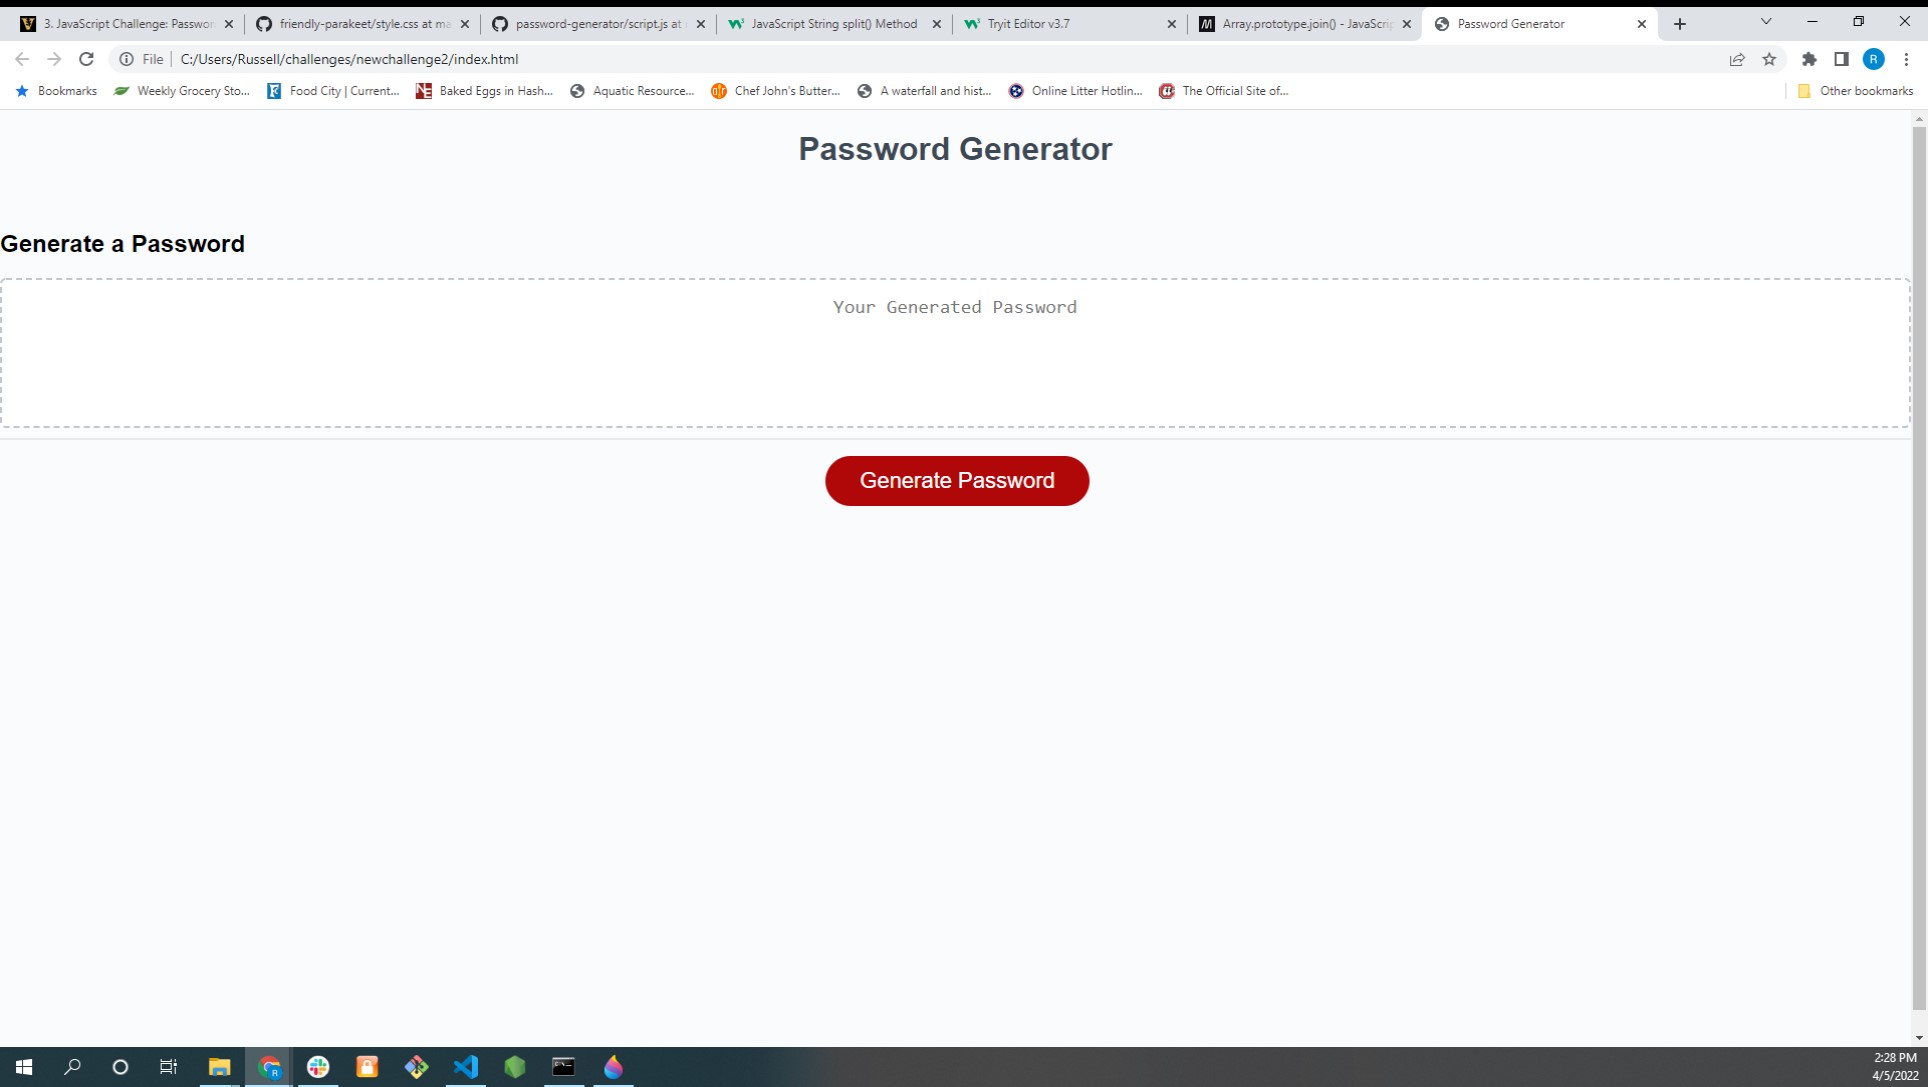 3. JavaScript Challenge: Passwor
friendly-parakeet/style.css at ma
password-generator/script.js at
JavaScript String split() Method
Tryit Editor v3.7
Array.prototype.join() - JavaScrip
Password Generator
File
C:/Users/Russell/challenges/newchallenge2/index.html
R
Bookmarks
Weekly Grocery Sto...
Food City | Current...
Baked Eggs in Hash...
Aquatic Resource...
Chef John's Butter...
A waterfall and hist...
Online Litter Hotlin...
The Official Site of...
Other bookmarks
Password Generator
Generate a Password
Your Generated Password
Generate Password
2:28 PM
4/5/2022